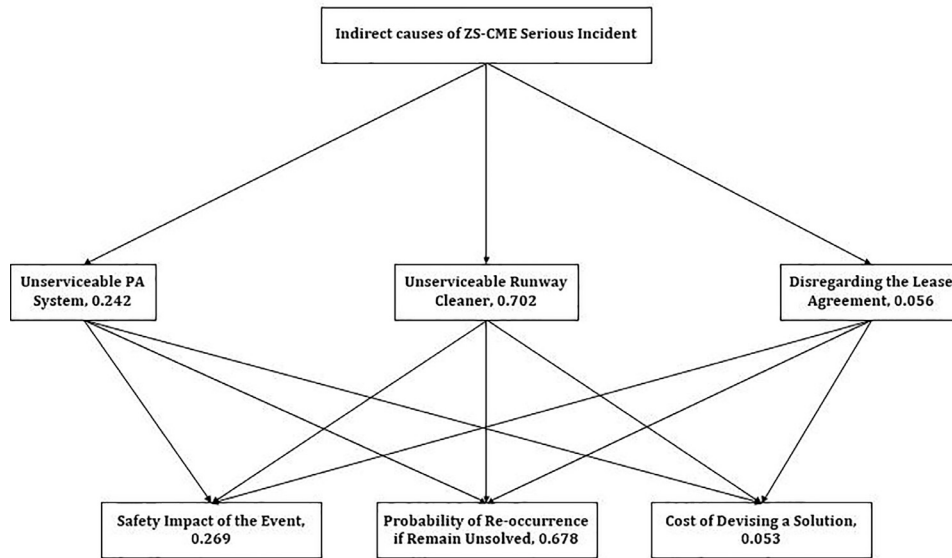 Indirect causes of ZS-CME Serious Incident
Unserviceable PA
System, 0.242
Unserviceable Runway
Cleaner, 0.702
Disregarding the Lease
Agreement, 0.056
Safety Impact of the Event,
0.269
Probability of Re-occurrence
if Remain Unsolved, 0.678
Cost of Devising a Solution,
0.053